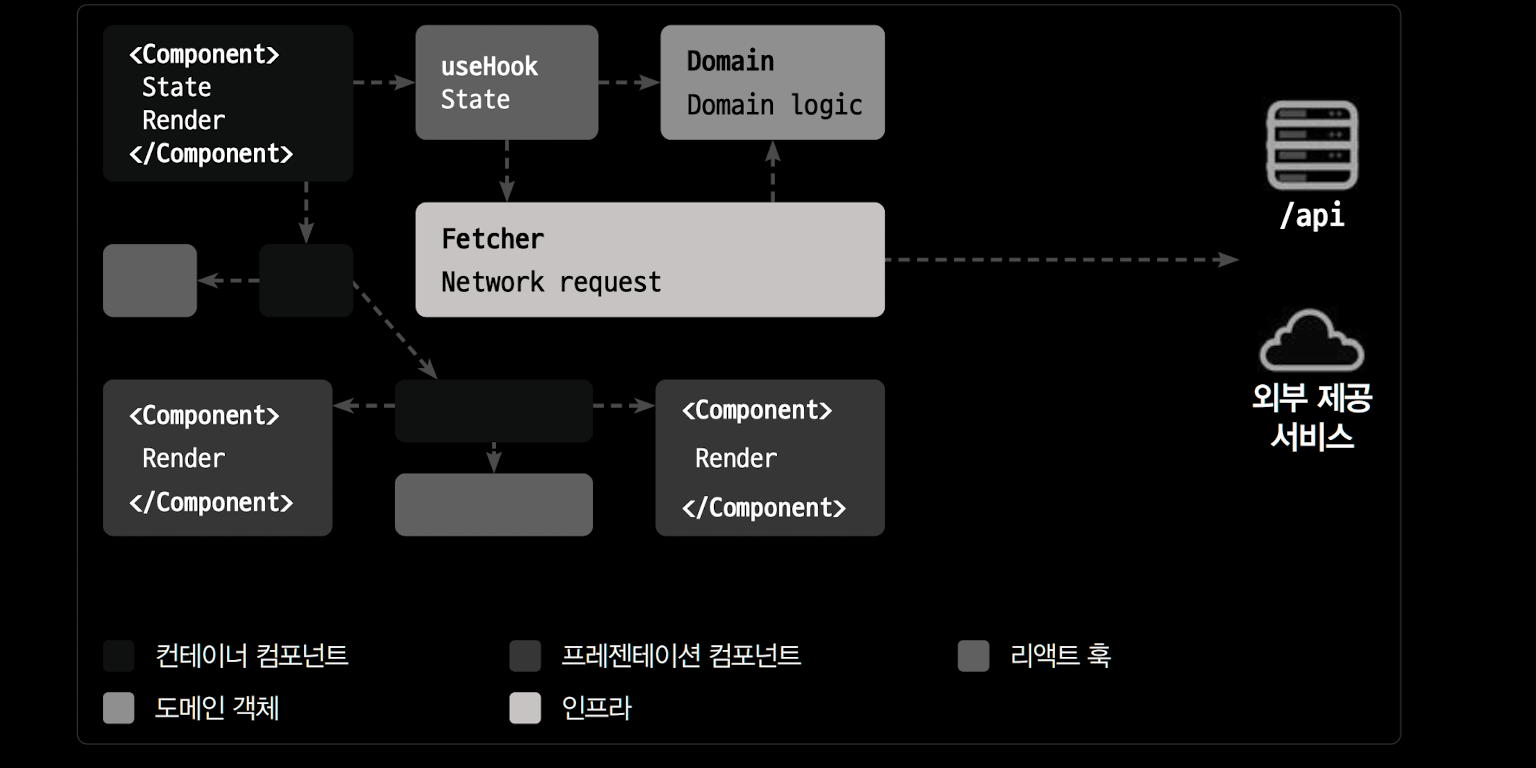 <Component>
State
Render
</Component>
useHook
State
Domain
Domain logic
/api
Fetcher
Network request
외부 제공
서비스
<Component>
Render
</Component>
<Component>
Render
</Component>
컨테이너 컴포넌트
프레젠테이션 컴포넌트
리액트 훅
도메인 객체
인프라